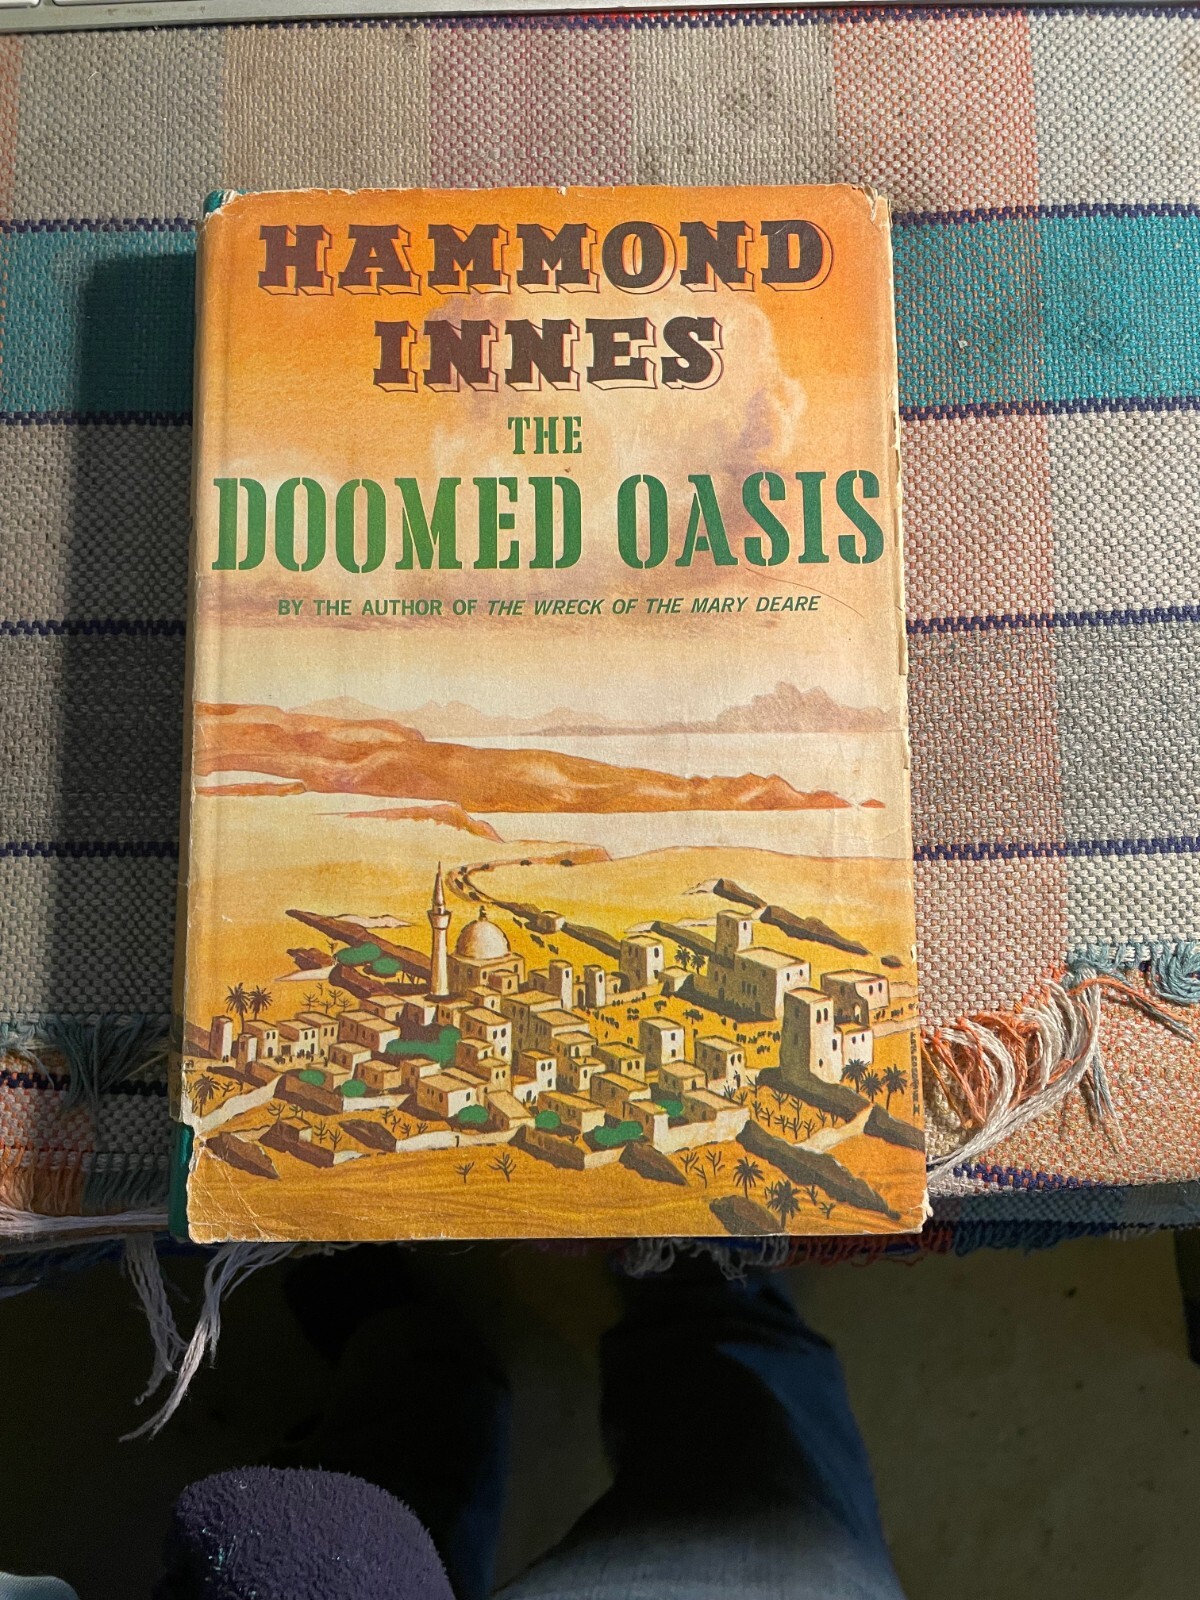 HAMMOND
INNES
THE
DOOMED OASIS
BY THE AUTHOR OF THE WRECK OF THE MARY DEARE